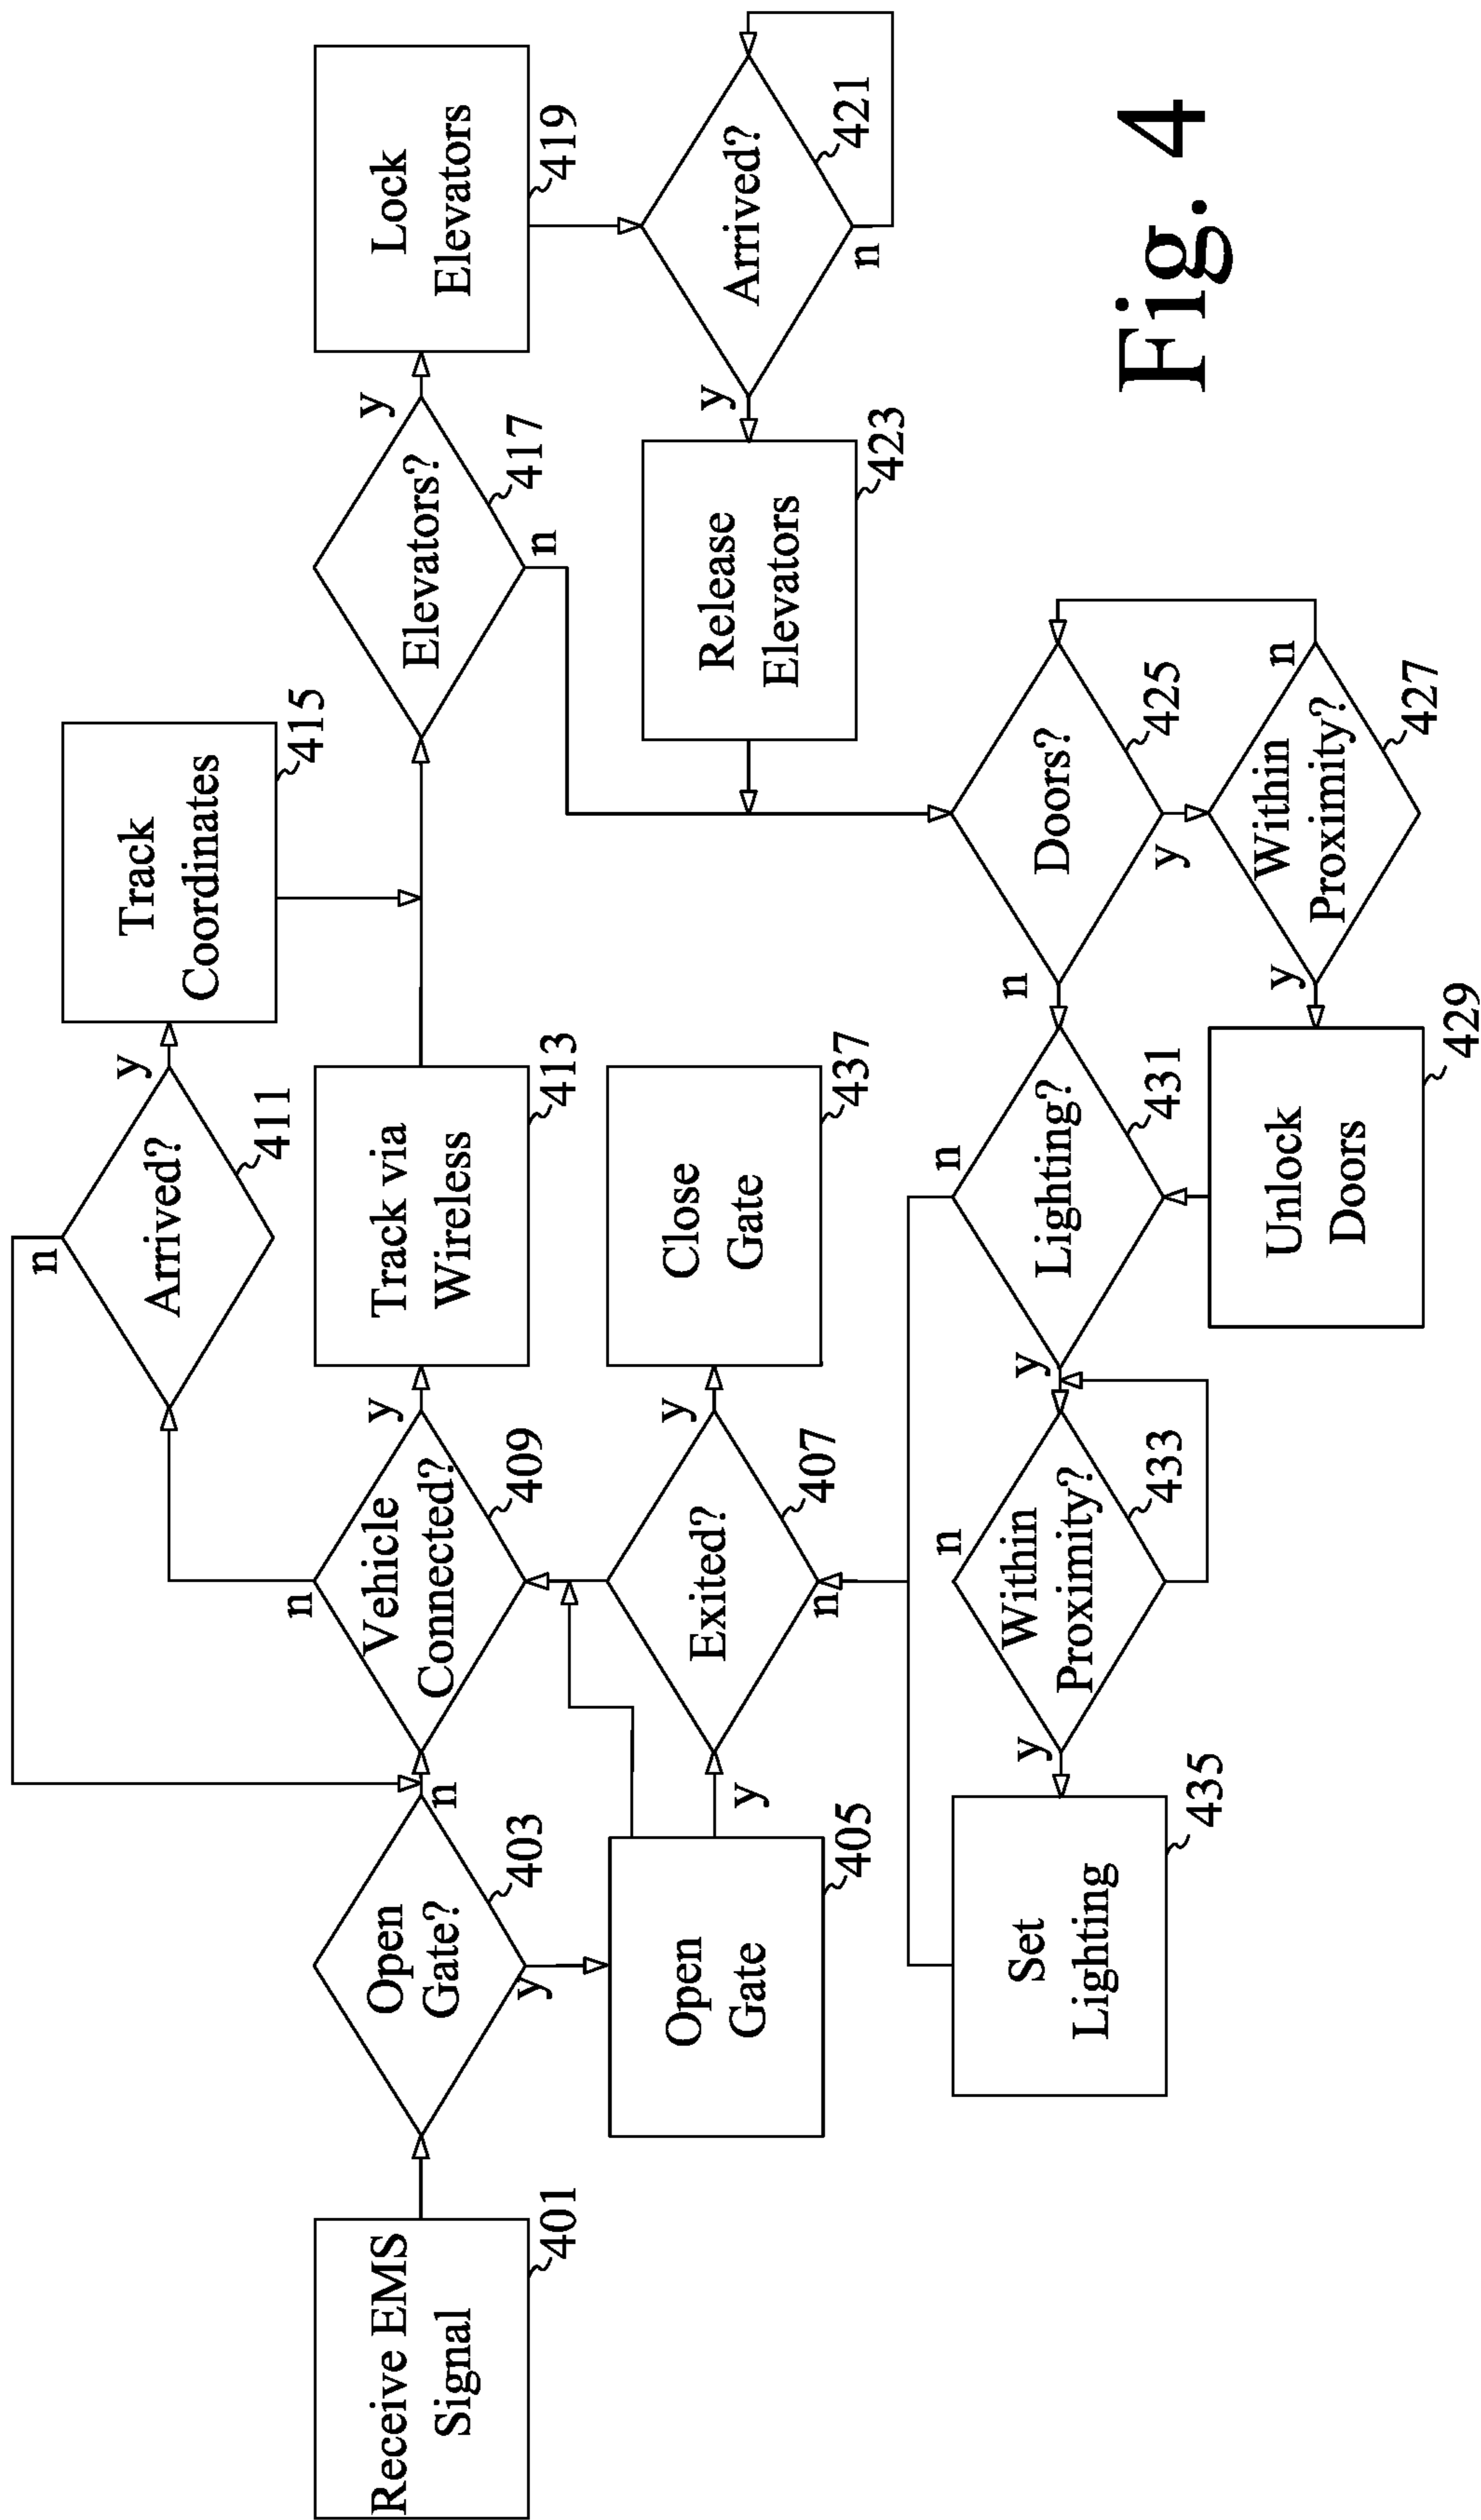 Receive EMS
Signal
401
Open
Gate?
403
n
y
Open
Gate
405
y
Vehicle
Connected?
409
n
y
Exited?
407
n
y
Arrived?
411
n
y
Track via
Wireless
413
Close
Gate
437
Track
Coordinates
415
Elevators?
417
y
n
Lock
Elevators
419
Arrived?
421
n
y
Release
Elevators
423
Doors?
425
n
y
Within
Proximity?
427
n
y
Unlock
Doors
429
Lighting?
431
n
y
Within
Proximity?
433
n
y
Set
Lighting
435
Fig. 4